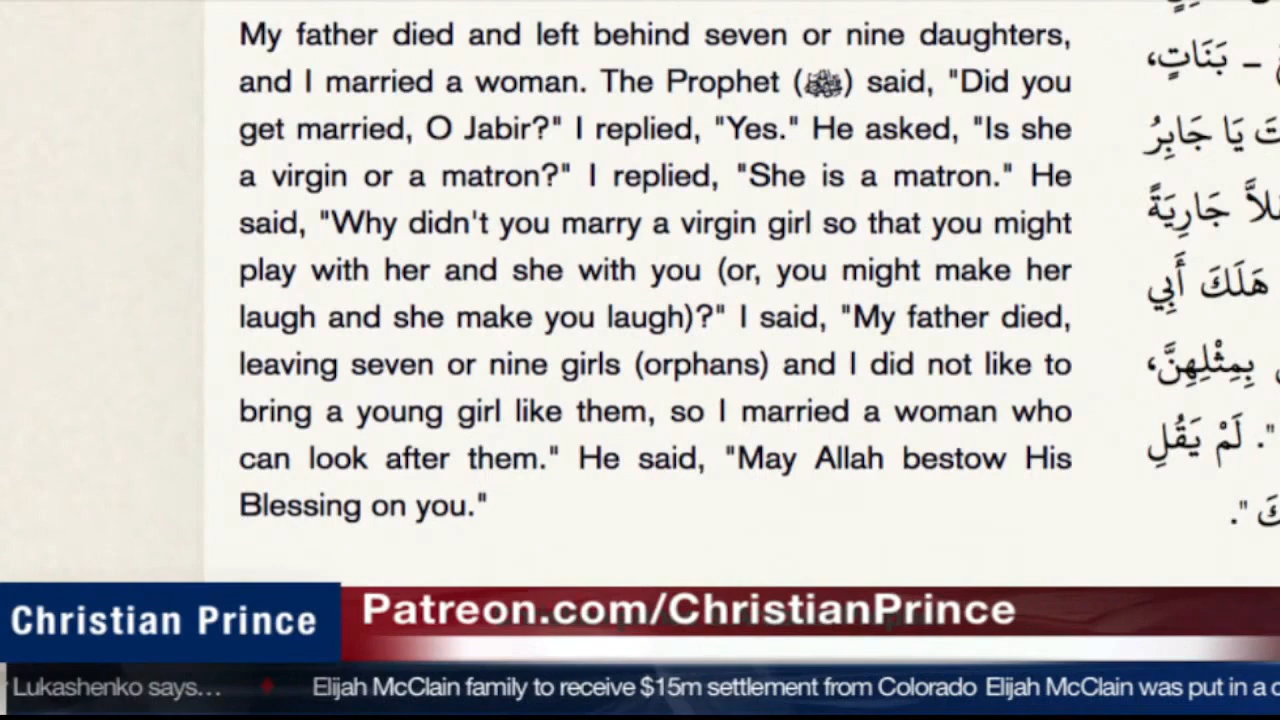 My father died and left behind seven or nine daughters,
and I married a woman. The Prophet (ﷺ) said, "Did you
get married, O Jabir?" I replied, "Yes." He asked, "Is she
a virgin or a matron?" I replied, "She is a matron." He
said, "Why didn't you marry a virgin girl so that you might
play with her and she with you (or, you might make her
laugh and she make you laugh)?" I said, "My father died,
leaving seven or nine girls (orphans) and I did not like to
bring a young girl like them, so I married a woman who
can look after them." He said, "May Allah bestow His
Blessing on you."
ـ بَنَاتٍ،
يَا جَابِرُ
جَارِيَةً
هَلَكَ أَبِي
بِمِثْلِهِنَّ،
". لَمْ يَقُلِ
Christian Prince
Patreon.com/ChristianPrince
Lukashenko says... ♦ Elijah McClain family to receive $15m settlement from Colorado Elijah McClain was put in a